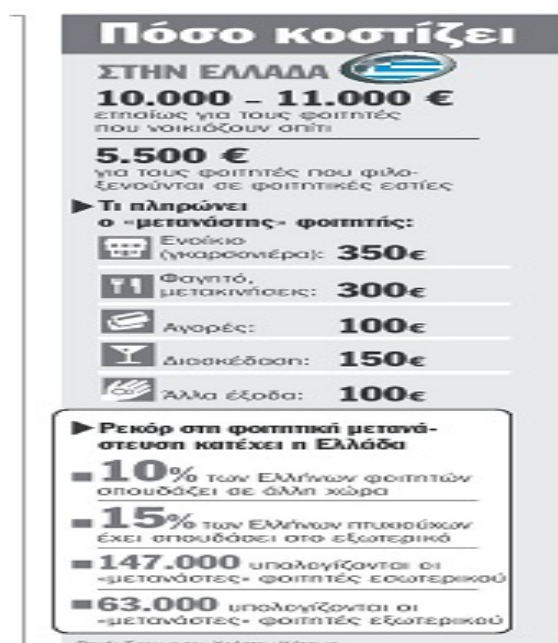 Πόσο κοστίζει
ΣΤΗΝ ΕΛΛΑΔΑ
10.000 – 11.000 €
ετησίως για τους φοιτητές
που νοικιάζουν σπίτι
5.500 €
για τους φοιτητές που φιλο-
ξενούνται σε φοιτητικές εστίες
▶ Τι πληρώνει
ο «μετανάστης» φοιτητής:
Ενοίκιο
(γκαρσονιέρα): 350€
Φαγητό,
μετακινήσεις: 300€
Αγορές: 100€
Διασκέδαση: 150€
Άλλα έξοδα: 100€
▶ Ρεκόρ στη φοιτητική μετανά-
στευση κατέχει η Ελλάδα
10% των Ελλήνων φοιτητών
σπουδάζει σε άλλη χώρα
15% των Ελλήνων πτυχιούχων
έχει σπουδάσει στο εξωτερικό
147.000 υπολογίζονται οι
«μετανάστες» φοιτητές εσωτερικού
63.000 υπολογίζονται οι
«μετανάστες» φοιτητές εξωτερικού